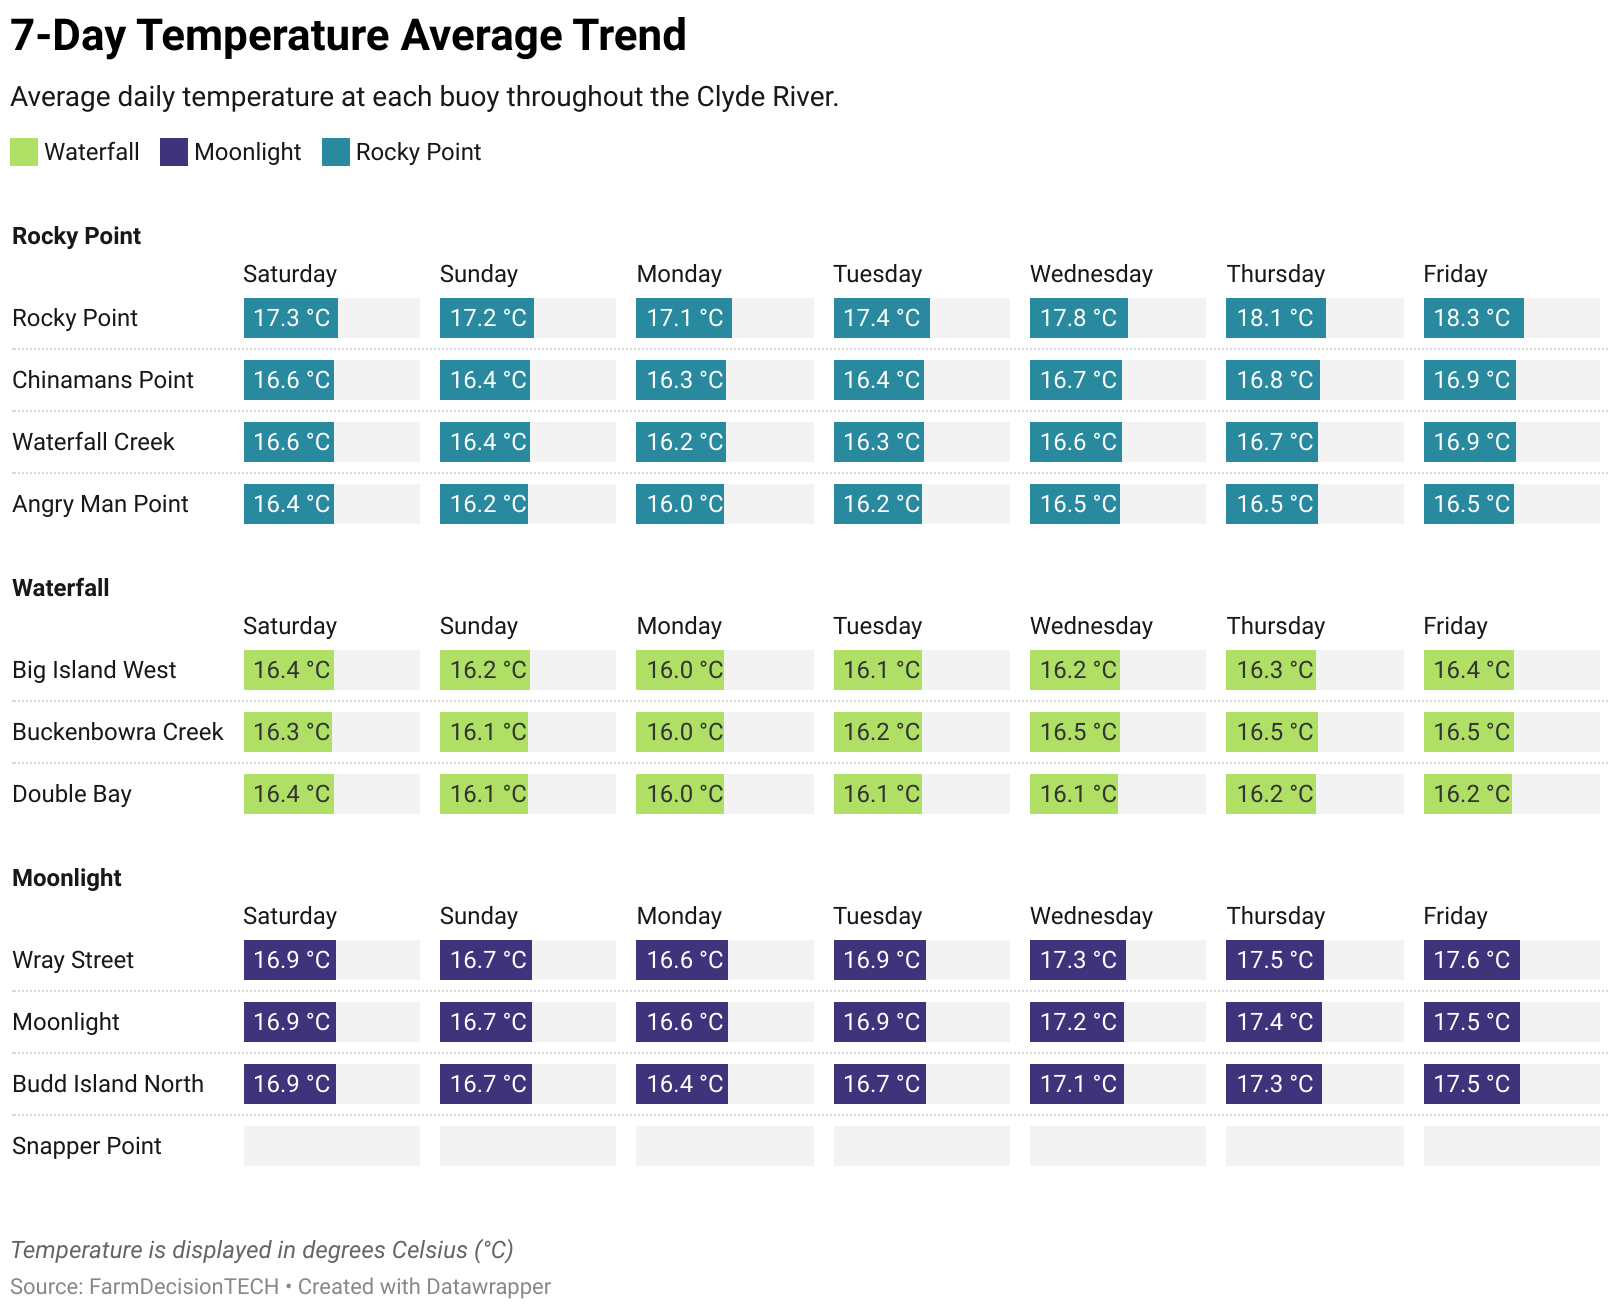 7-Day Temperature Average Trend
Average daily temperature at each buoy throughout the Clyde River.
Waterfall Moonlight Rocky Point
Rocky Point
Saturday Sunday Monday Tuesday Wednesday Thursday Friday
Rocky Point 17.3 °C 17.2 °C 17.1 °C 17.4 °C 17.8 °C 18.1 °C 18.3 °C
Chinamans Point 16.6 °C 16.4 °C 16.3 °C 16.4 °C 16.7 °C 16.8 °C 16.9 °C
Waterfall Creek 16.6 °C 16.4 °C 16.2 °C 16.3 °C 16.6 °C 16.7 °C 16.9 °C
Angry Man Point 16.4 °C 16.2 °C 16.0 °C 16.2 °C 16.5 °C 16.5 °C 16.5 °C
Waterfall
Saturday Sunday Monday Tuesday Wednesday Thursday Friday
Big Island West 16.4 °C 16.2 °C 16.0 °C 16.1 °C 16.2 °C 16.3 °C 16.4 °C
Buckenbowra Creek 16.3 °C 16.1 °C 16.0 °C 16.2 °C 16.5 °C 16.5 °C 16.5 °C
Double Bay 16.4 °C 16.1 °C 16.0 °C 16.1 °C 16.1 °C 16.2 °C 16.2 °C
Moonlight
Saturday Sunday Monday Tuesday Wednesday Thursday Friday
Wray Street 16.9 °C 16.7 °C 16.6 °C 16.9 °C 17.3 °C 17.5 °C 17.6 °C
Moonlight 16.9 °C 16.7 °C 16.6 °C 16.9 °C 17.2 °C 17.4 °C 17.5 °C
Budd Island North 16.9 °C 16.7 °C 16.4 °C 16.7 °C 17.1 °C 17.3 °C 17.5 °C
Snapper Point
Temperature is displayed in degrees Celsius (°C)
Source: FarmDecisionTECH • Created with Datawrapper